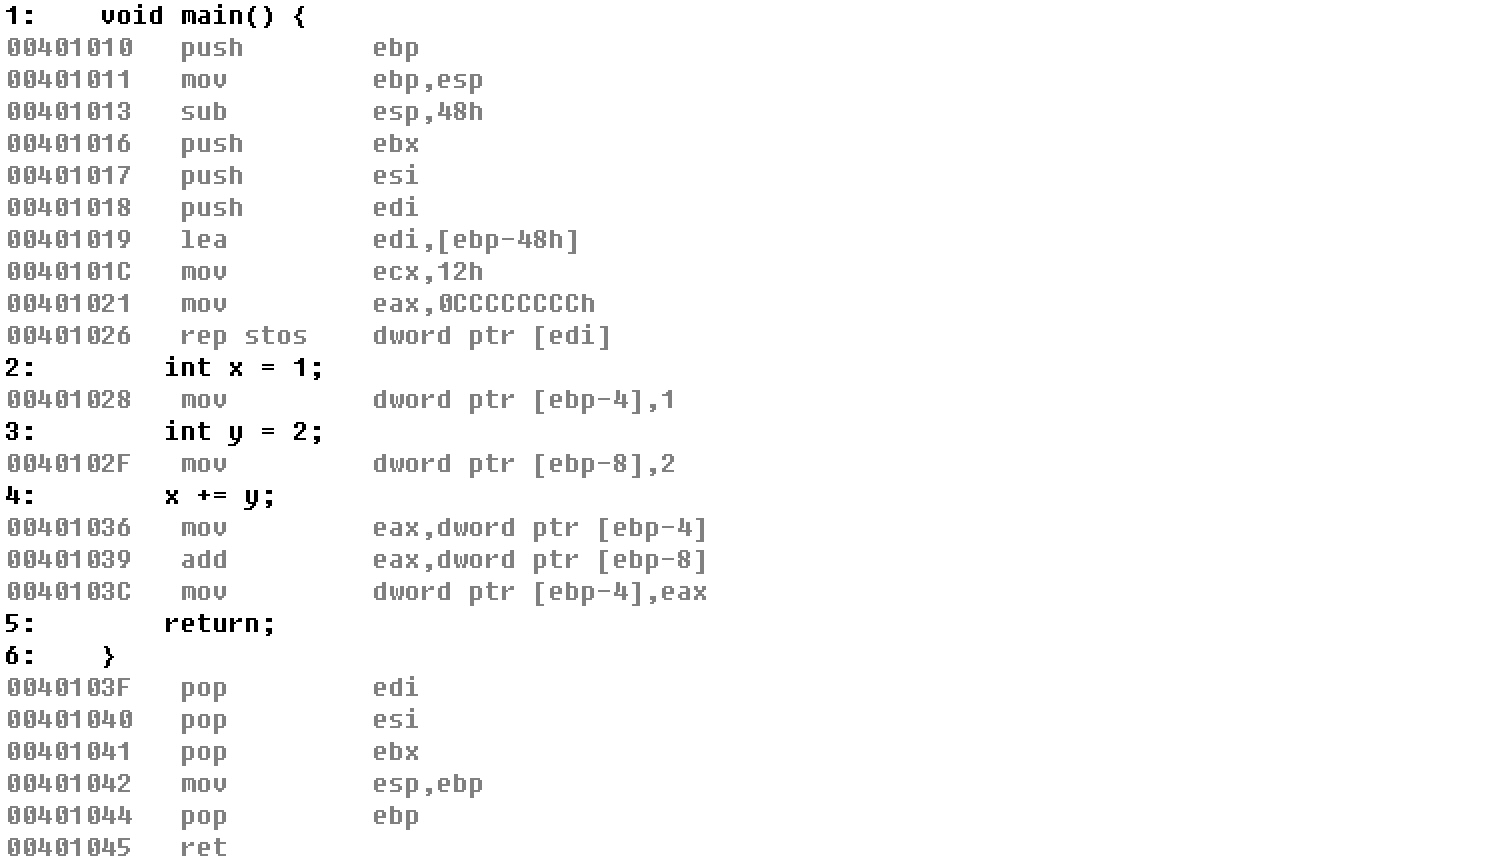 1:    void main() {
00401010   push        ebp
00401011   mov         ebp,esp
00401013   sub         esp,48h
00401016   push        ebx
00401017   push        esi
00401018   push        edi
00401019   lea         edi,[ebp-48h]
0040101C   mov         ecx,12h
00401021   mov         eax,0CCCCCCCCh
00401026   rep stos    dword ptr [edi]
2:        int x = 1;
00401028   mov         dword ptr [ebp-4],1
3:        int y = 2;
0040102F   mov         dword ptr [ebp-8],2
4:        x += y;
00401036   mov         eax,dword ptr [ebp-4]
00401039   add         eax,dword ptr [ebp-8]
0040103C   mov         dword ptr [ebp-4],eax
5:        return;
6:    }
0040103F   pop         edi
00401040   pop         esi
00401041   pop         ebx
00401042   mov         esp,ebp
00401044   pop         ebp
00401045   ret